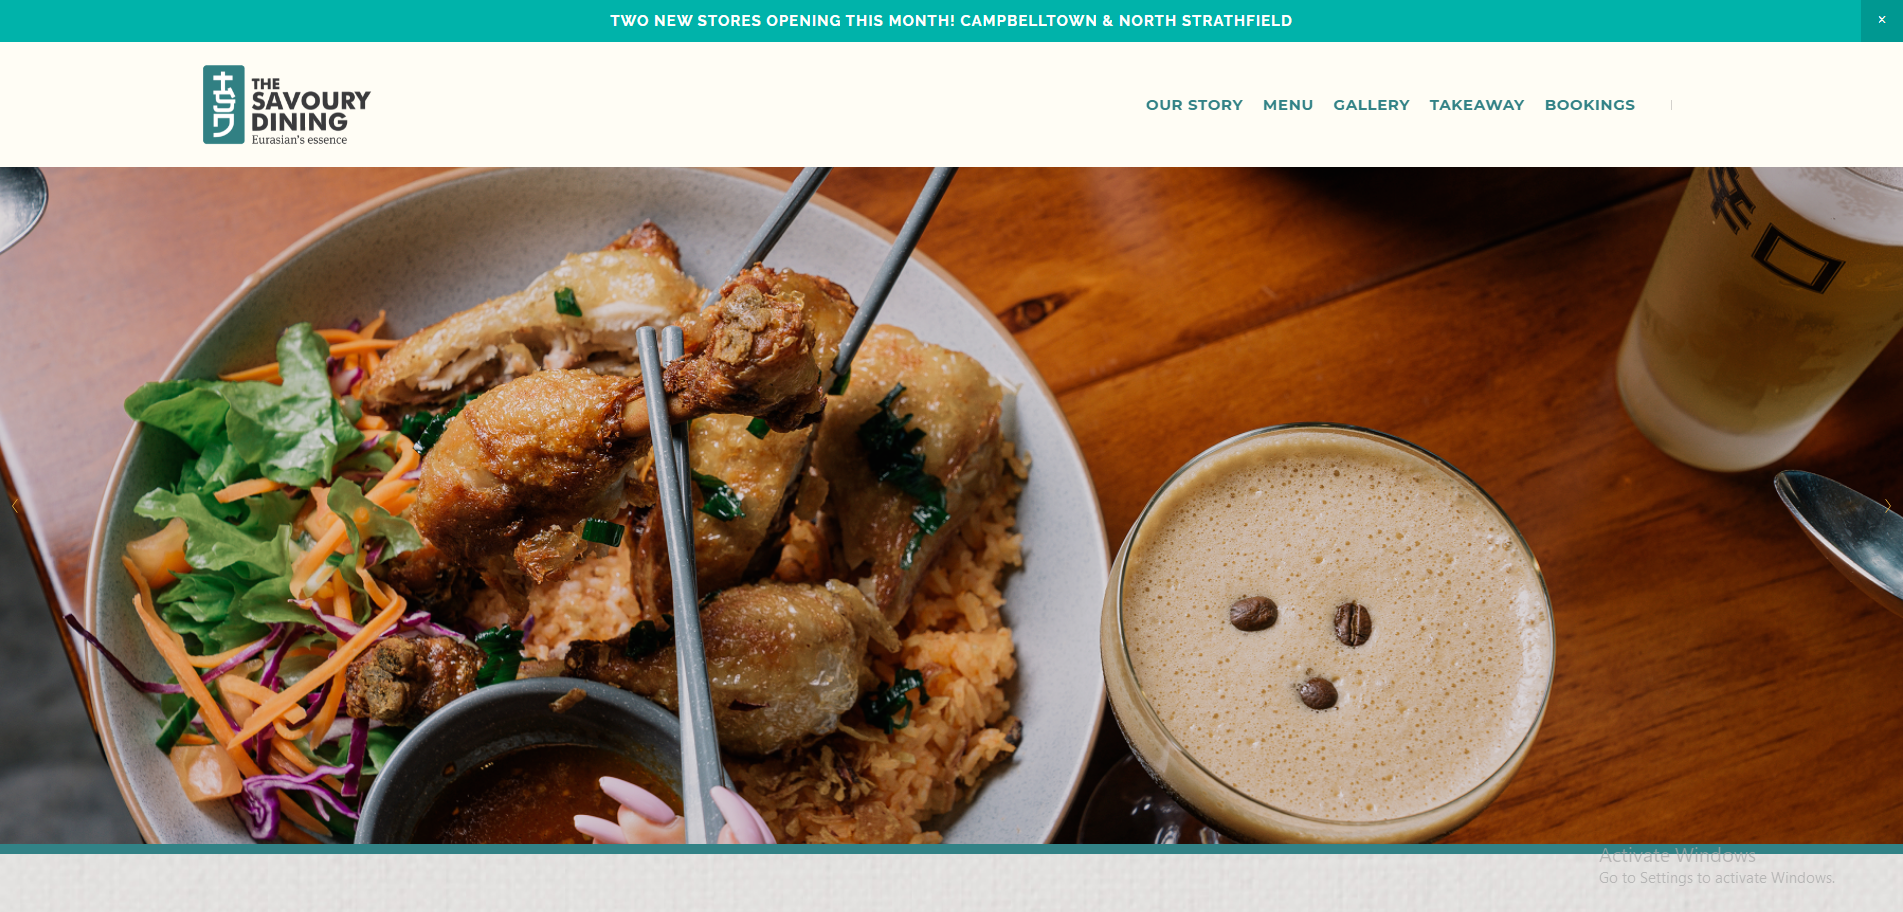 TWO NEW STORES OPENING THIS MONTH! CAMPBELLTOWN & NORTH STRATHFIELD
×
THE
SAVOURY
DINING
Eurasian's essence
OUR STORY MENU GALLERY TAKEAWAY BOOKINGS
Activate Windows
Go to Settings to activate Windows.